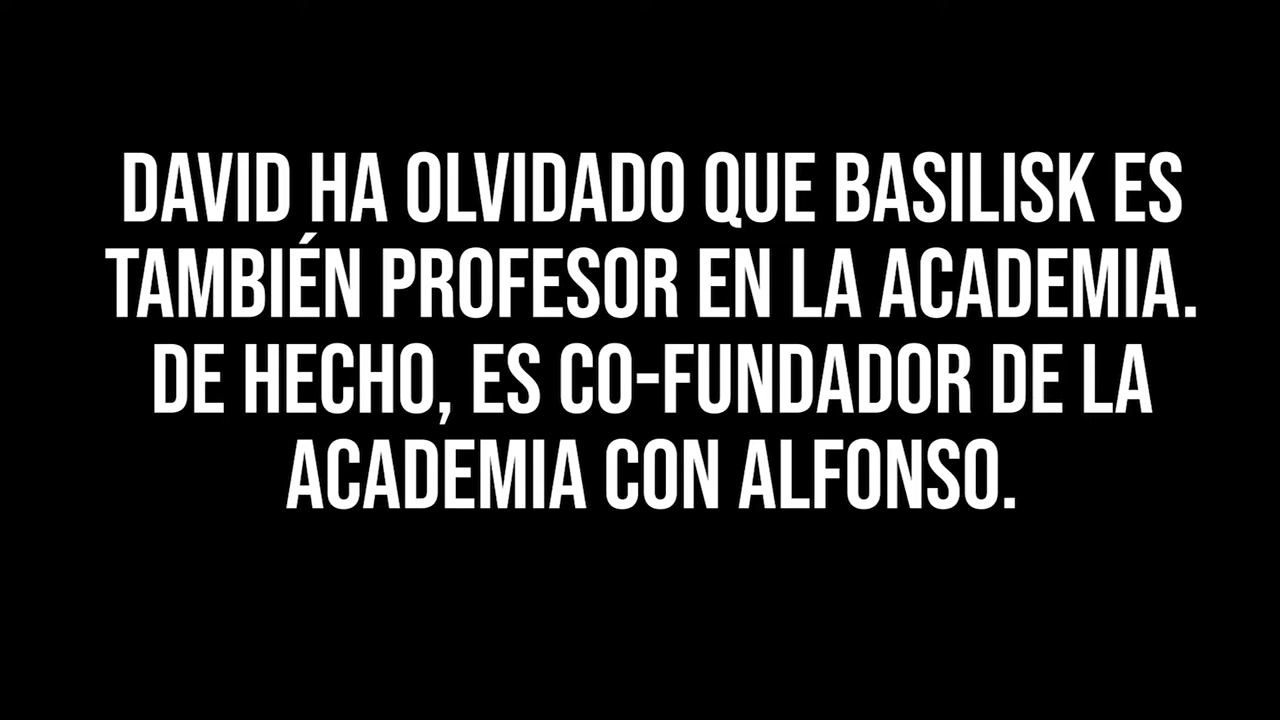 DAVID HA OLVIDADO QUE BASILISK ES
TAMBIÉN PROFESOR EN LA ACADEMIA.
DE HECHO, ES CO-FUNDADOR DE LA
ACADEMIA CON ALFONSO.